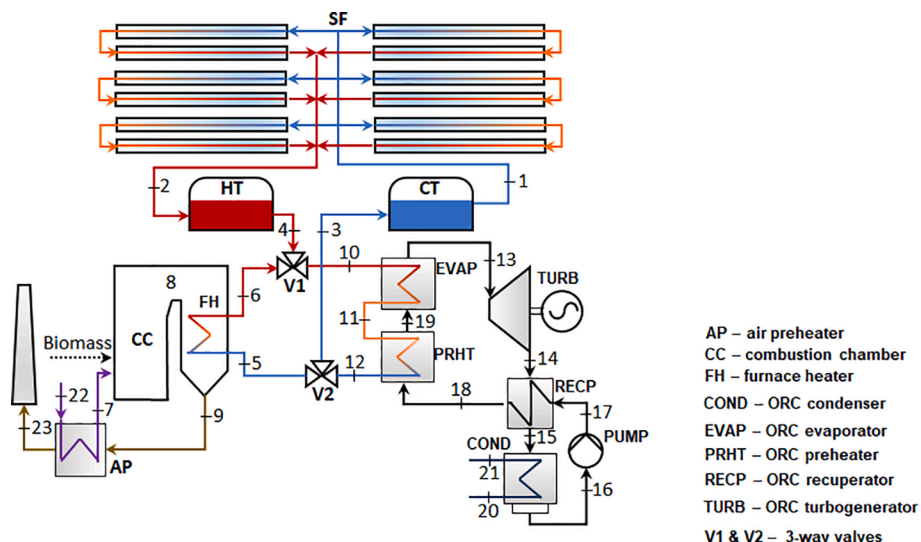 SF
2
HT
CT
1
4
3
10
EVAP
13
TURB
V1
8
FH
6
11
19
Biomass
CC
5
12
PRHT
14
V2
18
RECP
17
22
7
9
15
PUMP
COND
21
23
AP
20
16
AP – air preheater
CC – combustion chamber
FH – furnace heater
COND – ORC condenser
EVAP – ORC evaporator
PRHT – ORC preheater
RECP – ORC recuperator
TURB – ORC turbogenerator
V1 & V2 – 3-way valves